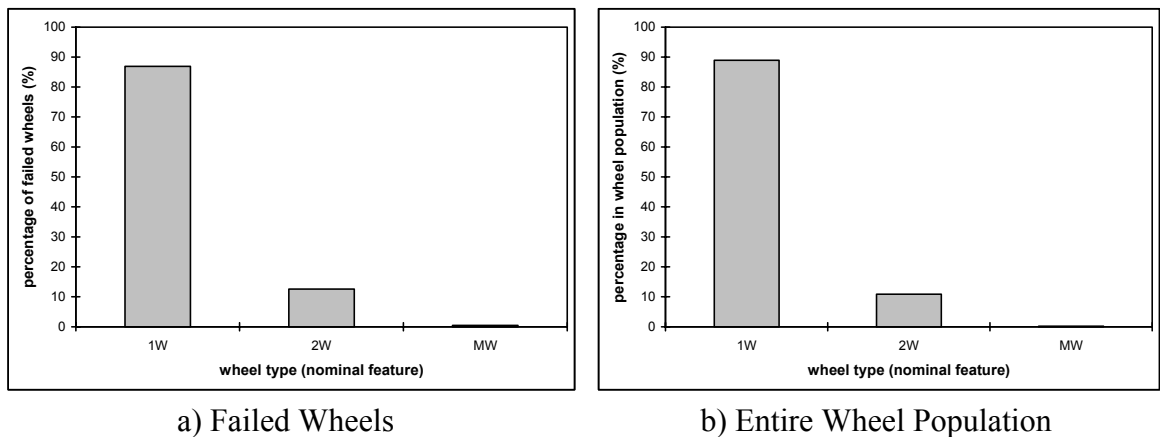 percentage of failed wheels (%)
100
90
80
70
60
50
40
30
20
10
0
1W 2W MW
wheel type (nominal feature)
a) Failed Wheels
percentage in wheel population (%)
100
90
80
70
60
50
40
30
20
10
0
1W 2W MW
wheel type (nominal feature)
b) Entire Wheel Population